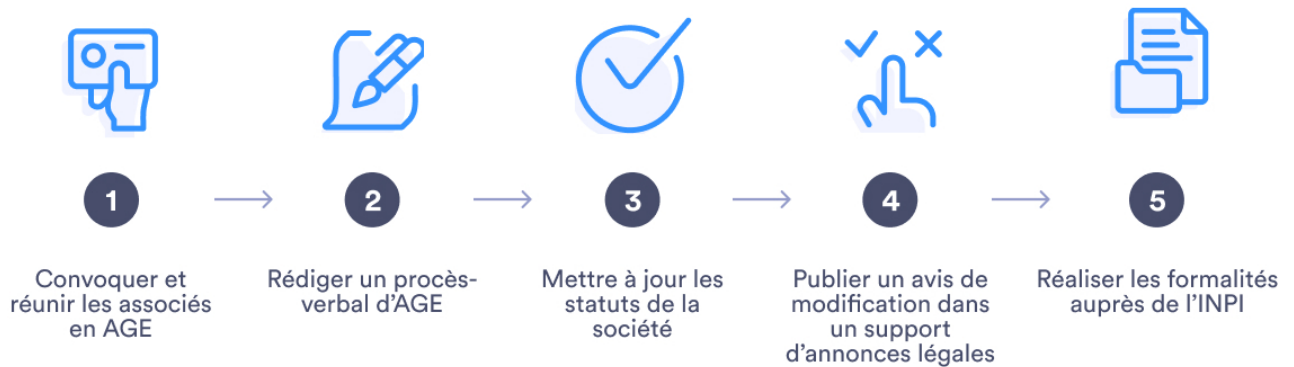 1
2
3
4
5
Convoquer et
réunir les associés
en AGE
Rédiger un procès-
verbal d'AGE
Mettre à jour les
statuts de la
société
Publier un avis de
modification dans
un support
d'annonces légales
Réaliser les formalités
auprès de l'INPI